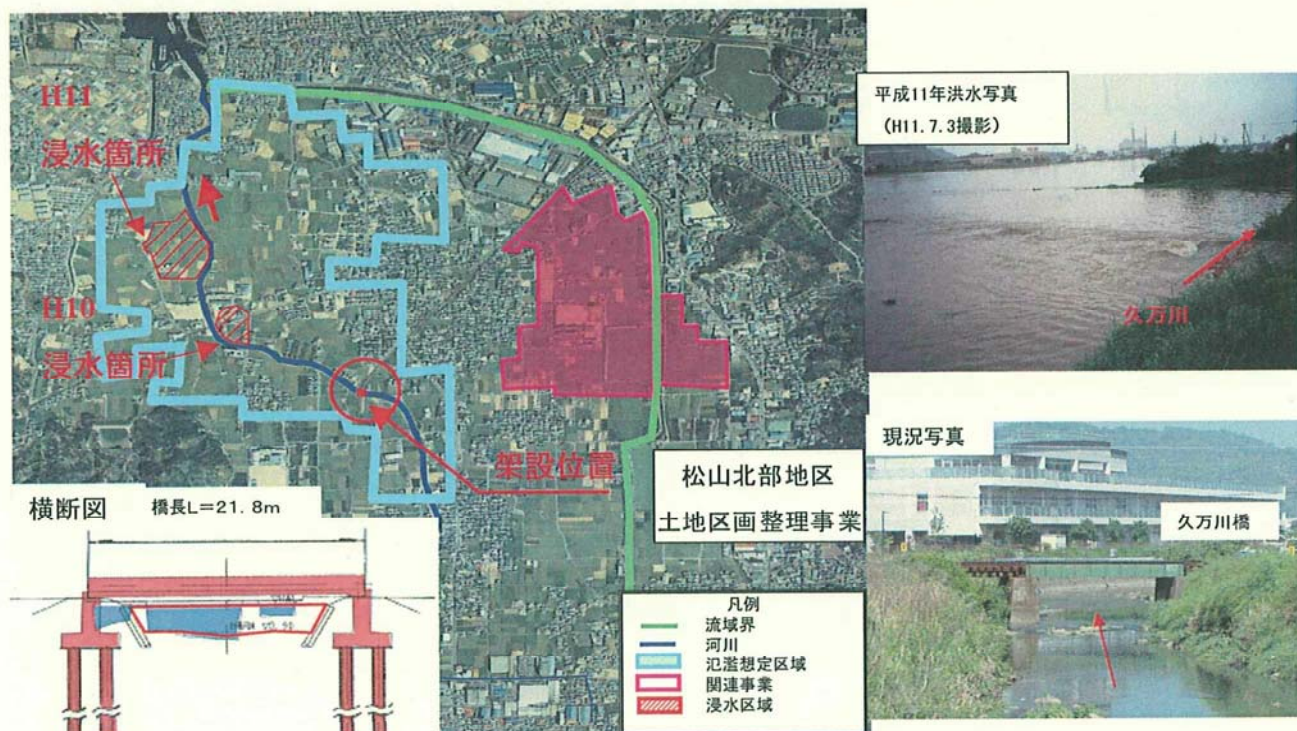 H11
浸水箇所
H10
浸水箇所
架設位置
松山北部地区
土地区画整理事業
横断図
橋長L=21.8m
凡例
流域界
河川
氾濫想定区域
関連事業
浸水区域
平成11年洪水写真
(H11.7.3撮影)
久万川
現況写真
久万川橋